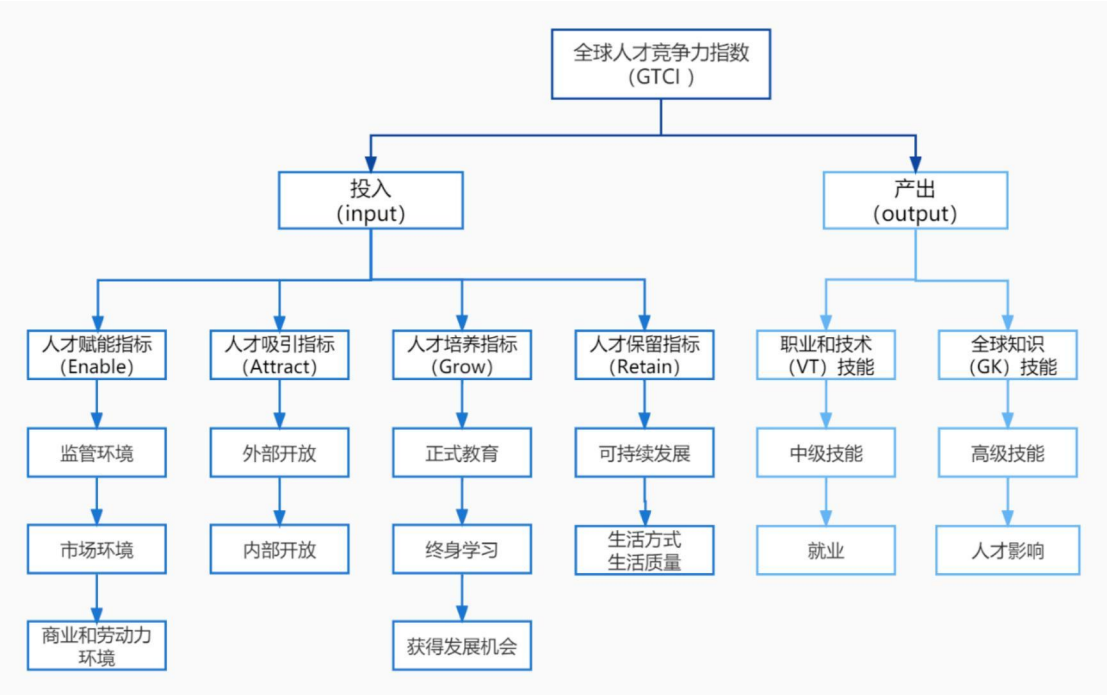 全球人才竞争力指数
（GTCI ）
投入
（input）
产出
（output）
人才赋能指标
（Enable）
人才吸引指标
（Attract）
人才培养指标
（Grow）
人才保留指标
（Retain）
职业和技术
（VT）技能
全球知识
（GK）技能
监管环境
外部开放
正式教育
可持续发展
中级技能
高级技能
市场环境
内部开放
终身学习
生活方式
生活质量
就业
人才影响
商业和劳动力
环境
获得发展机会